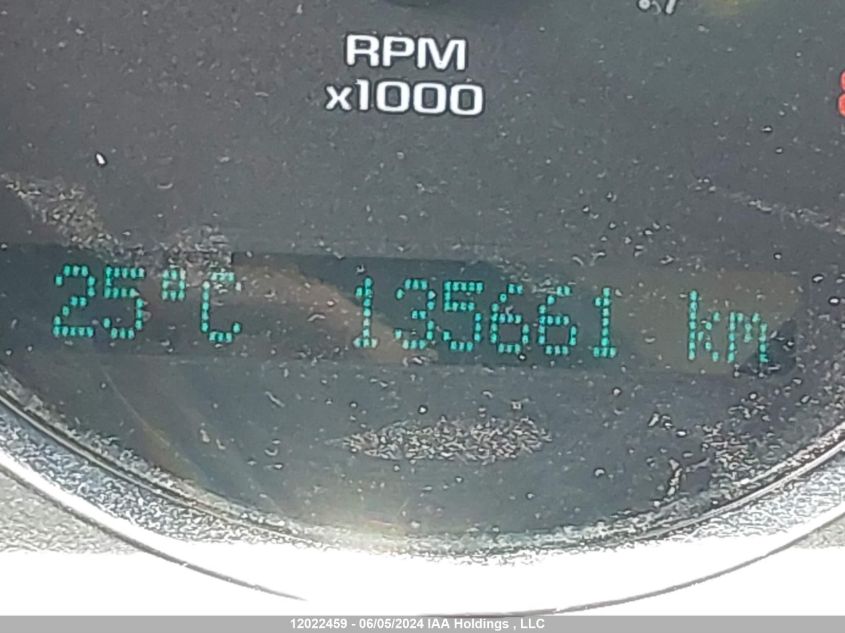 RPM
x1000
25°C 135661 km
12022459 - 06/05/2024 IAA Holdings , LLC